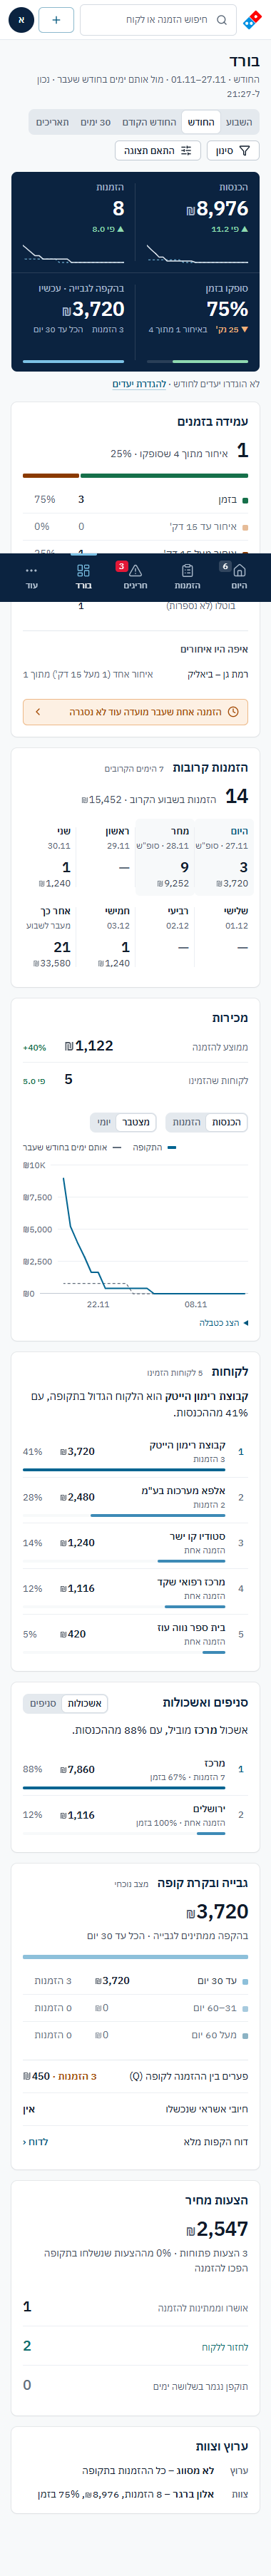 חיפוש הזמנה או לקוח
א
בורד
החודש · 01.11–27.11 · מול אותם ימים בחודש שעבר · נכון
ל-21:27
השבוע
החודש
החודש הקודם
30 ימים
תאריכים
סינון
התאם תצוגה
הכנסות
₪8,976
▲ פי 11.2
הזמנות
8
▲ פי 8.0
סופקו בזמן
75%
▼ 25 נק' באיחור 1 מתוך 4
בהקפה לגבייה · עכשיו
₪3,720
3 הזמנות הכל עד 30 יום
לא הוגדרו יעדים לחודש · להגדרת יעדים
עמידה בזמנים
1 איחור מתוך 4 שסופקו · 25%
בזמן 3 75%
איחור עד 15 דק' 0 0%
היום 6
הזמנות
חריגים 3
בורד
עוד
בוטלו (לא נספרות) 1
איפה היו איחורים
רמת גן – ביאליק איחור אחד (1 מעל 15 דק') מתוך 1
הזמנה אחת שעבר מועדה עוד לא נסגרה
הזמנות קרובות 7 הימים הקרובים
14 הזמנות בשבוע הקרוב · ₪15,452
היום
27.11 · סופ"ש
3
₪3,720
מחר
28.11 · סופ"ש
9
₪9,252
ראשון
29.11
—
שני
30.11
1
₪1,240
שלישי
01.12
—
רביעי
02.12
—
חמישי
03.12
1
₪1,240
אחר כך
מעבר לשבוע
21
₪33,580
מכירות
ממוצע להזמנה ₪1,122 +40%
לקוחות שהזמינו 5 פי 5.0
הכנסות
הזמנות
מצטבר
יומי
התקופה
אותם ימים בחודש שעבר
₪10K
₪7,500
₪5,000
₪2,500
₪0
22.11
08.11
הצג כטבלה
לקוחות 5 לקוחות הזמינו
קבוצת רימון הייטק הוא הלקוח הגדול בתקופה, עם
41% מההכנסות.
1 קבוצת רימון הייטק ₪3,720 41%
3 הזמנות
2 אלפא מערכות בע"מ ₪2,480 28%
2 הזמנות
3 סטודיו קו ישר ₪1,240 14%
הזמנה אחת
4 מרכז רפואי שקד ₪1,116 12%
הזמנה אחת
5 בית ספר נווה עוז ₪420 5%
הזמנה אחת
סניפים ואשכולות
אשכולות
סניפים
אשכול מרכז מוביל, עם 88% מההכנסות.
1 מרכז ₪7,860 88%
7 הזמנות · 67% בזמן
2 ירושלים ₪1,116 12%
הזמנה אחת · 100% בזמן
גבייה ובקרת קופה מצב נוכחי
₪3,720
בהקפה ממתינים לגבייה · הכל עד 30 יום
עד 30 יום ₪3,720 3 הזמנות
31–60 יום ₪0 0 הזמנות
מעל 60 יום ₪0 0 הזמנות
פערים בין ההזמנה לקופה (Q) 3 הזמנות · ₪450
חיובי אשראי שנכשלו אין
דוח הקפות מלא לדוח ›
הצעות מחיר
₪2,547
3 הצעות פתוחות · 0% מההצעות שנשלחו בתקופה
הפכו להזמנה
אושרו וממתינות להזמנה 1
לחזור ללקוח 2
תוקפן נגמר בשלושה ימים 0
ערוץ וצוות
ערוץ לא מסווג – כל ההזמנות בתקופה
צוות אלון ברגר – 8 הזמנות, ₪8,976, 75% בזמן